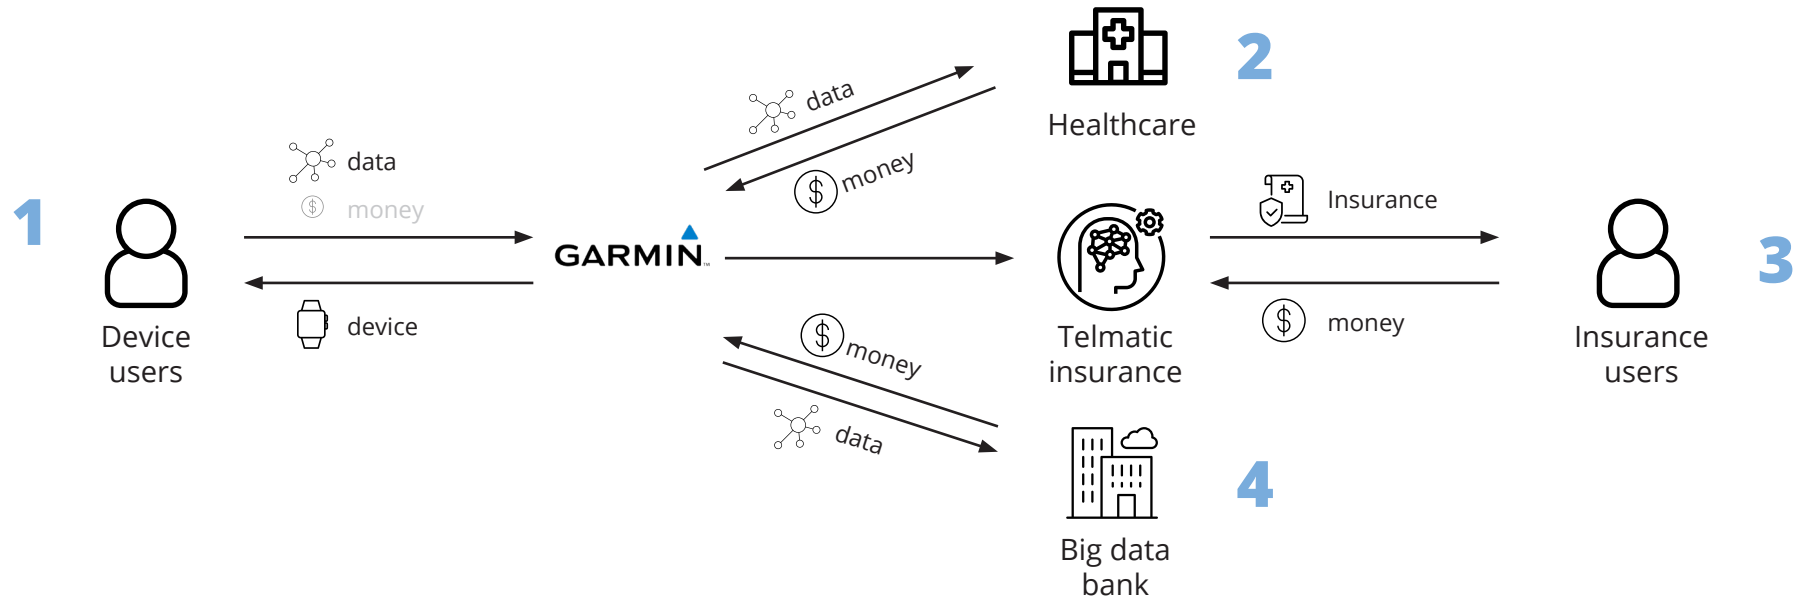 1
data
money
device
Device
users
GARMIN™
data
money
money
data
Healthcare
2
Telmatic
insurance
Insurance
money
Insurance
users
3
Big data
bank
4